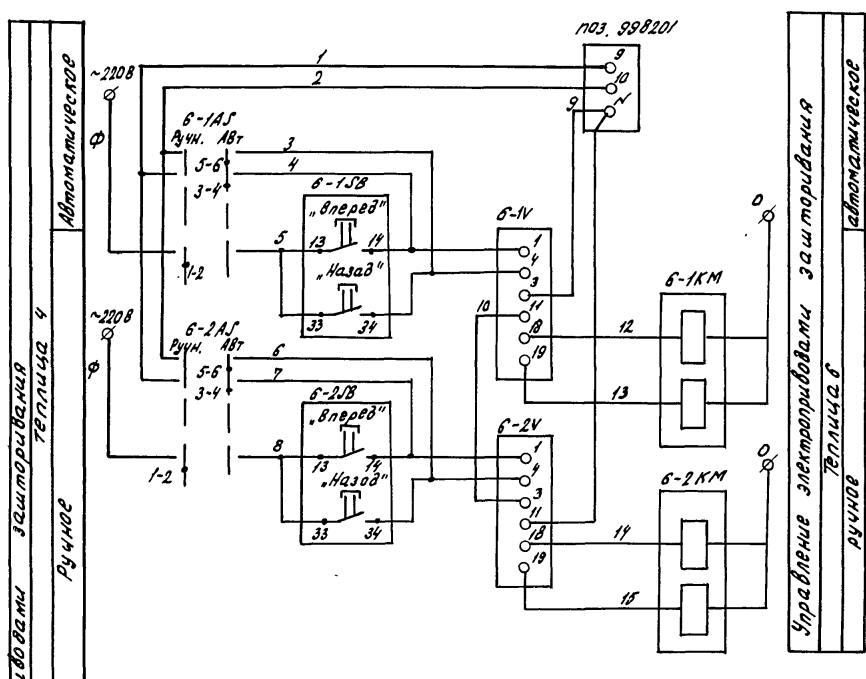 поз. 998201
1
2
9
10
N
9
~220В
Ф
6-1AS
Ручн. Авт
5-6
3-4
1-2
3
4
6-1SB
„Вперед"
5
13
14
„Назад"
33
34
6-1V
1
4
3
11
18
19
10
12
13
6-1КМ
0
~220В
Ф
6-2AS
Ручн. Авт
5-6
3-4
1-2
6
7
6-2SB
„Вперед"
8
13
14
„Назад"
33
34
6-2V
1
4
3
11
18
19
14
15
6-2КМ
0
водами зашторивания
теплица 4
Автоматическое
Ручное
Управление электроприводами зашторивания
Теплица 6
автоматическое
ручное